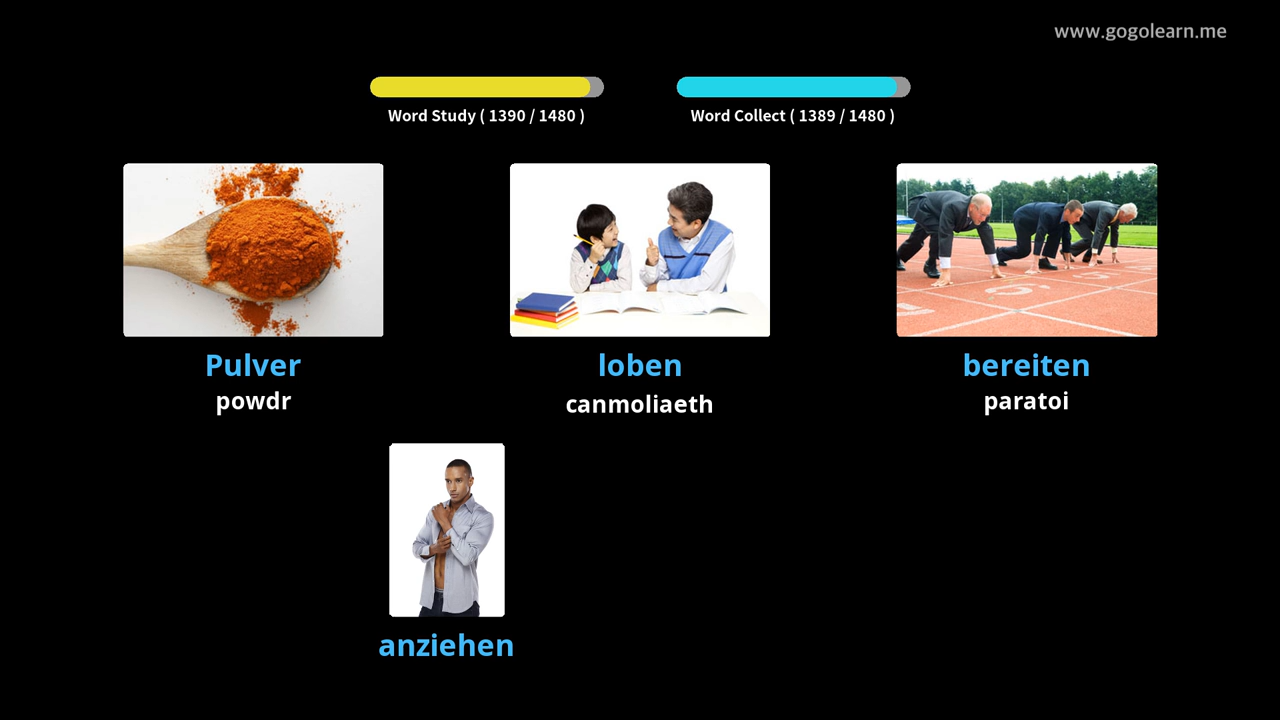 www.gogolearn.me
Word Study ( 1390 / 1480 )
Word Collect ( 1389 / 1480 )
Pulver
powdr
loben
canmoliaeth
bereiten
paratoi
anziehen